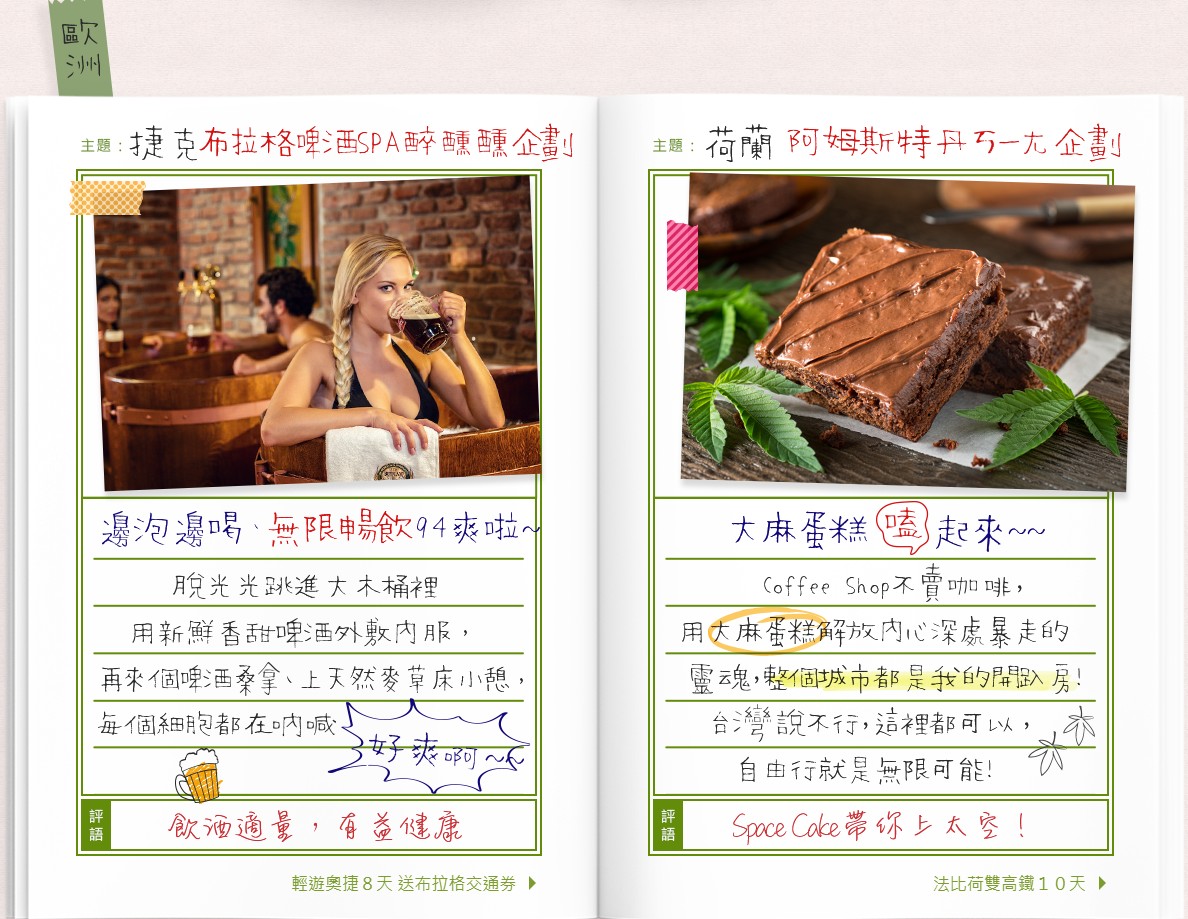 歐洲
主題：捷克布拉格啤酒SPA醉醺醺企劃
邊泡邊喝、無限暢飲94爽啦~
脫光光跳進大木桶裡
用新鮮香甜啤酒外敷內服，
再來個啤酒桑拿、上天然麥草床小憩，
每個細胞都在吶喊
好爽啊~~
評語
飲酒適量，有益健康
輕遊奧捷８天 送布拉格交通券
主題：荷蘭 阿姆斯特丹ㄎㄧㄤ企劃
大麻蛋糕嗑起來~~
Coffee Shop不賣咖啡，
用大麻蛋糕解放內心深處暴走的
靈魂，整個城市都是我的開趴房!
台灣說不行，這裡都可以，
自由行就是無限可能!
評語
Space Cake帶你上太空！
法比荷雙高鐵１０天